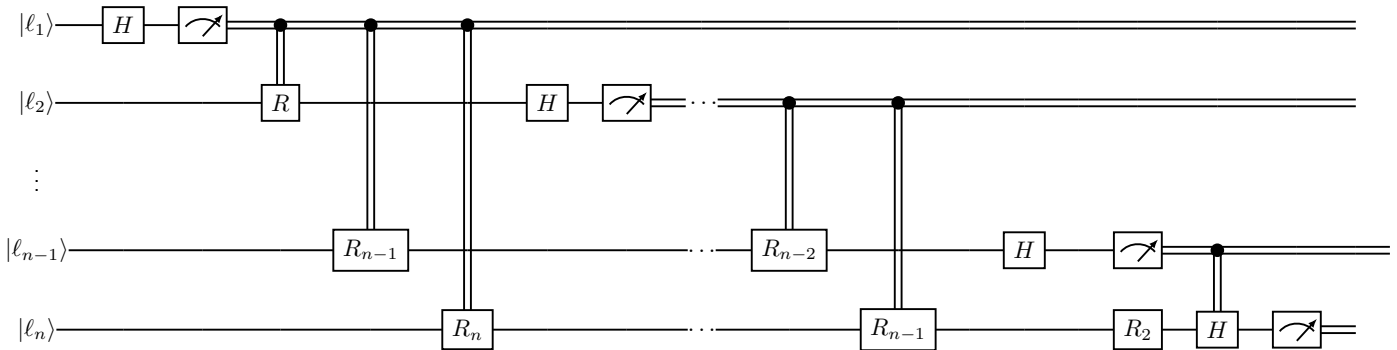 |ℓ₁⟩ H
|ℓ₂⟩ R H ···
⋮
|ℓₙ₋₁⟩ Rₙ₋₁ ··· Rₙ₋₂ H
|ℓₙ⟩ Rₙ ··· Rₙ₋₁ R₂ H